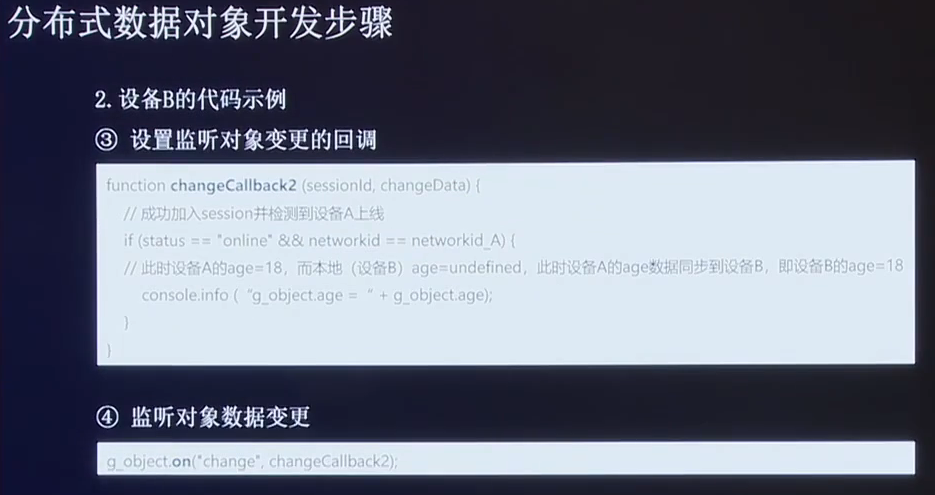 分布式数据对象开发步骤
2. 设备B的代码示例
③ 设置监听对象变更的回调
function changeCallback2 (sessionId, changeData) {
// 成功加入session并检测到设备A上线
if (status == "online" && networkid == networkid_A) {
// 此时设备A的age=18，而本地（设备B）age=undefined，此时设备A的age数据同步到设备B，即设备B的age=18
console.info ( “g_object.age = “ + g_object.age);
}
}
④ 监听对象数据变更
g_object.on("change", changeCallback2);